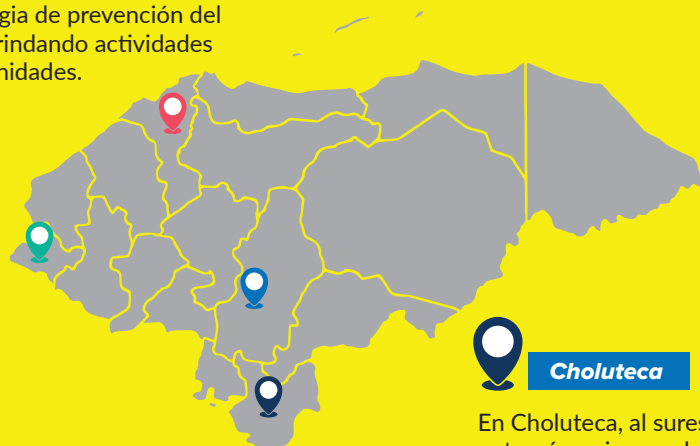 gia de prevención del
rindando actividades
nidades.
Choluteca
En Choluteca, al sures